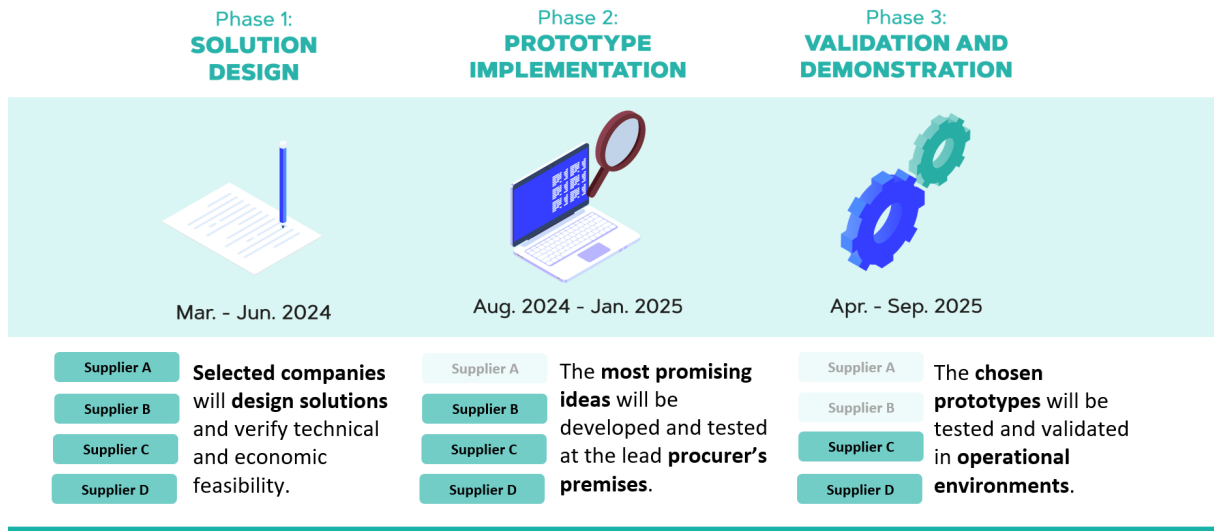 Phase 1:
SOLUTION
DESIGN
Phase 2:
PROTOTYPE
IMPLEMENTATION
Phase 3:
VALIDATION AND
DEMONSTRATION
Mar. - Jun. 2024
Aug. 2024 - Jan. 2025
Apr. - Sep. 2025
Supplier A
Supplier B
Supplier C
Supplier D
Selected companies
will design solutions
and verify technical
and economic
feasibility.
Supplier A
Supplier B
Supplier C
Supplier D
The most promising
ideas will be
developed and tested
at the lead procurer's
premises.
Supplier A
Supplier B
Supplier C
Supplier D
The chosen
prototypes will be
tested and validated
in operational
environments.